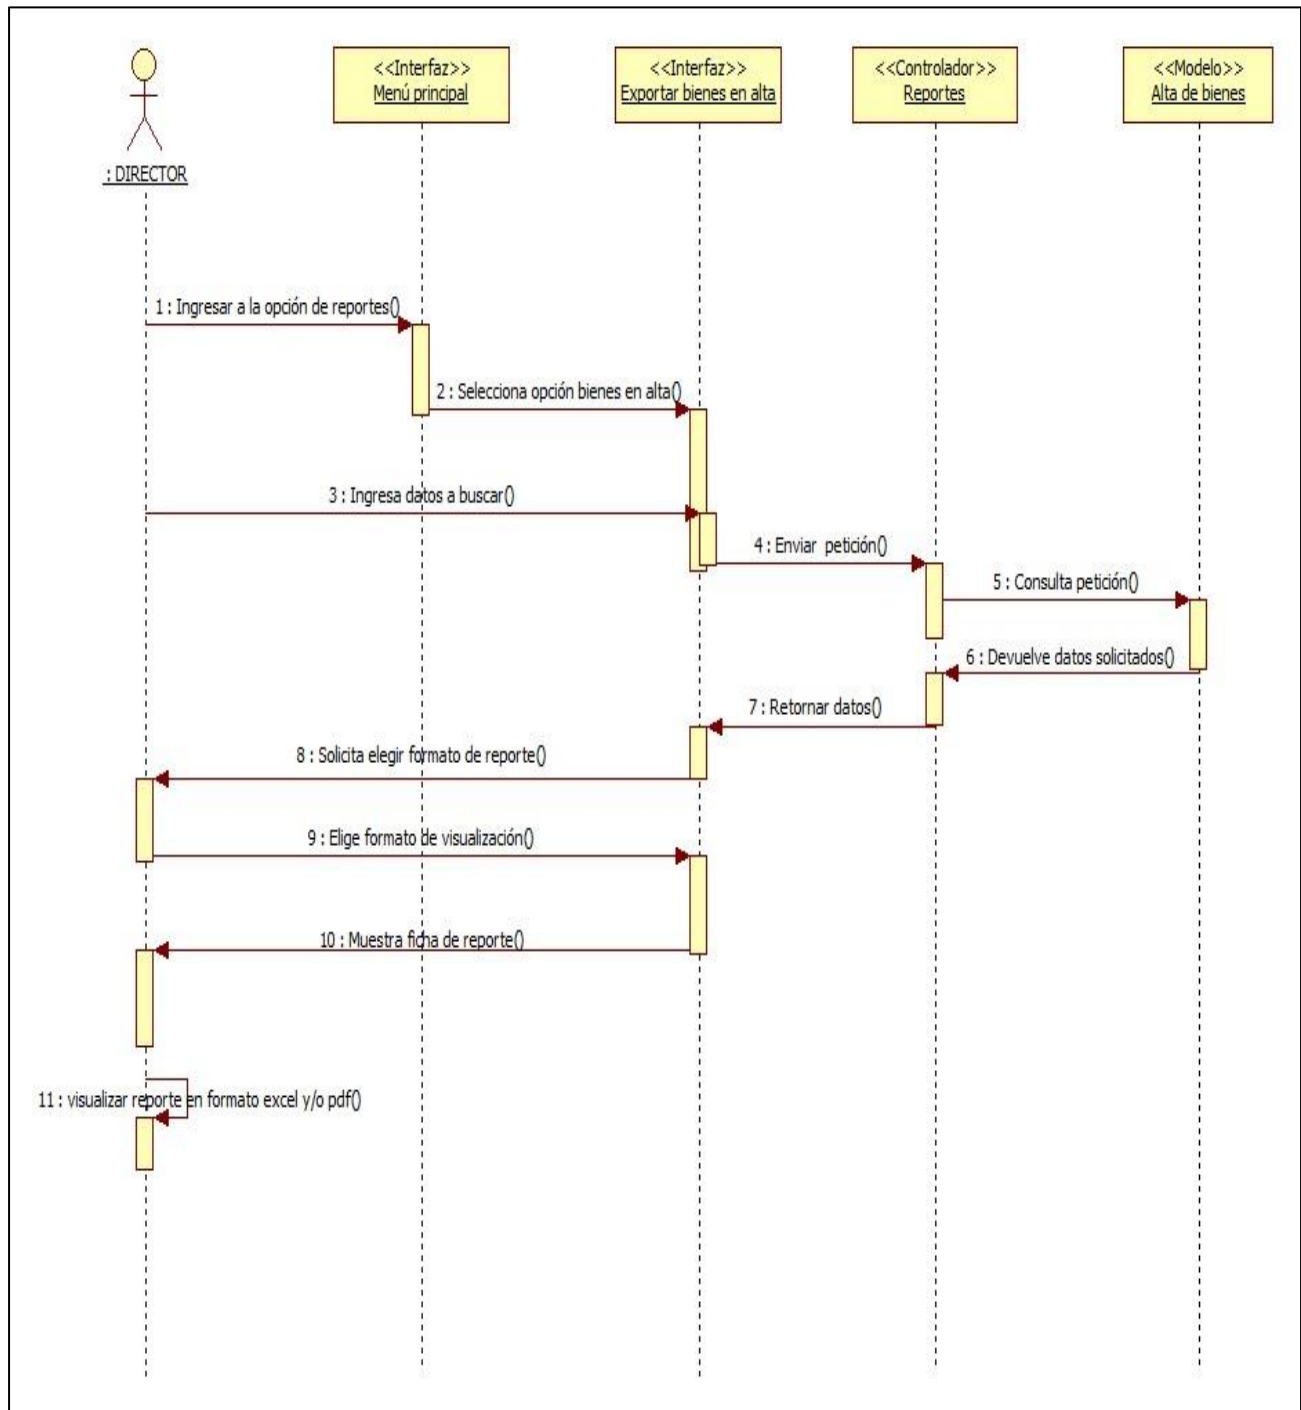 <<Interfaz>>
Menú principal
<<Interfaz>>
Exportar bienes en alta
<<Controlador>>
Reportes
<<Modelo>>
Alta de bienes
: DIRECTOR
1 : Ingresar a la opción de reportes()
2 : Selecciona opción bienes en alta()
3 : Ingresa datos a buscar()
4 : Enviar petición()
5 : Consulta petición()
6 : Devuelve datos solicitados()
7 : Retornar datos()
8 : Solicita elegir formato de reporte()
9 : Elige formato de visualización()
10 : Muestra ficha de reporte()
11 : visualizar reporte en formato excel y/o pdf()